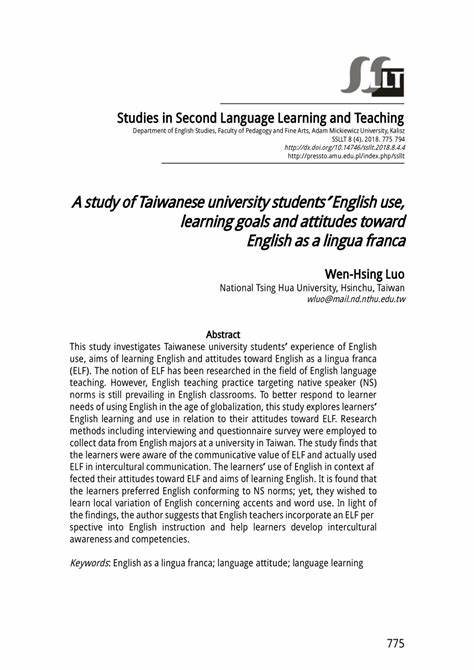 SSLLT
Studies in Second Language Learning and Teaching
Department of English Studies, Faculty of Pedagogy and Fine Arts, Adam Mickiewicz University, Kalisz
SSLLT 8 (4). 2018. 775 794
http://dx.doi.org/10.14746/ssllt.2018.8.4.4
http://pressto.amu.edu.pl/index.php/ssllt
A study of Taiwanese university students’ English use,
learning goals and attitudes toward
English as a lingua franca
Wen-Hsing Luo
National Tsing Hua University, Hsinchu, Taiwan
wluo@mail.nd.nthu.edu.tw
Abstract
This study investigates Taiwanese university students’ experience of English
use, aims of learning English and attitudes toward English as a lingua franca
(ELF). The notion of ELF has been researched in the field of English language
teaching. However, English teaching practice targeting native speaker (NS)
norms is still prevailing in English classrooms. To better respond to learner
needs of using English in the age of globalization, this study explores learners’
English learning and use in relation to their attitudes toward ELF. Research
methods including interviewing and questionnaire survey were employed to
collect data from English majors at a university in Taiwan. The study finds that
the learners were aware of the communicative value of ELF and actually used
ELF in intercultural communication. The learners’ use of English in context af
fected their attitudes toward ELF and aims of learning English. It is found that
the learners preferred English conforming to NS norms; yet, they wished to
learn local variation of English concerning accents and word use. In light of
the findings, the author suggests that English teachers incorporate an ELF per
spective into English instruction and help learners develop intercultural
awareness and competencies.
Keywords: English as a lingua franca; language attitude; language learning
775